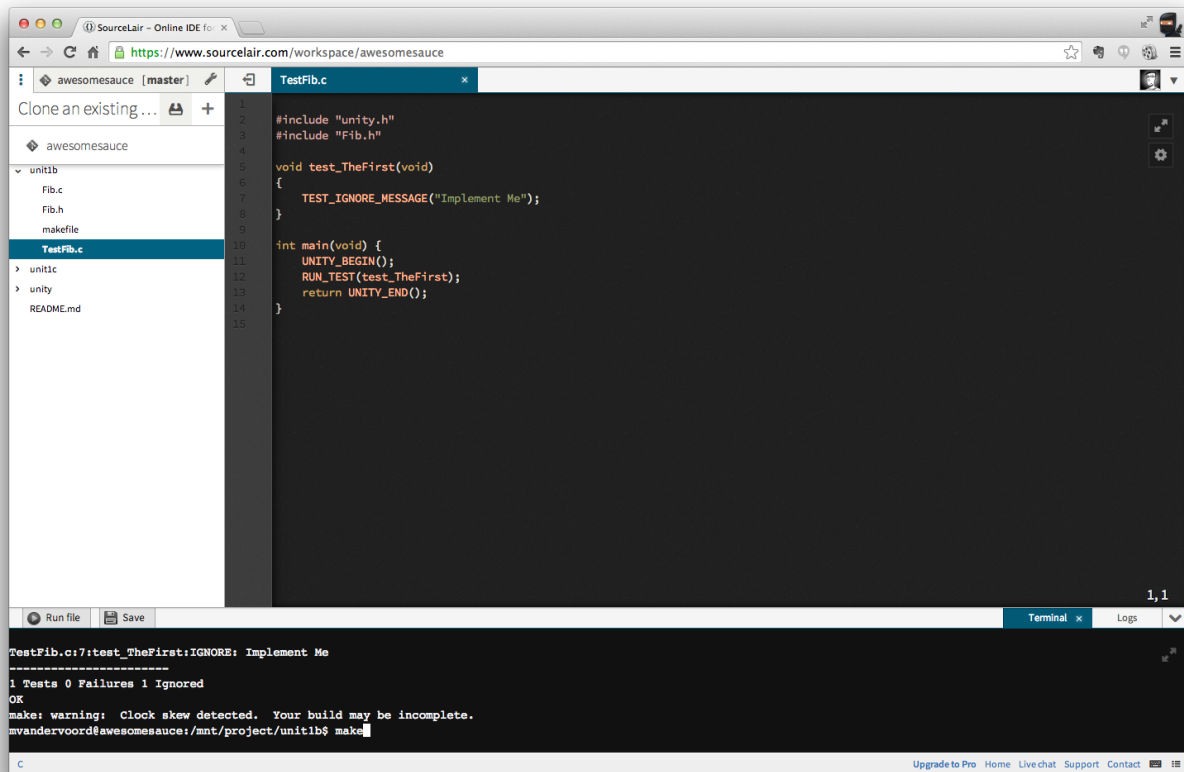 SourceLair - Online IDE fo
https://www.sourcelair.com/workspace/awesomesauce
awesomesauce [master]
TestFib.c
Clone an existing ...
awesomesauce
unit1b
Fib.c
Fib.h
makefile
TestFib.c
unit1c
unity
README.md
1
2 #include "unity.h"
3 #include "Fib.h"
4
5 void test_TheFirst(void)
6 {
7 TEST_IGNORE_MESSAGE("Implement Me");
8 }
9
10 int main(void) {
11 UNITY_BEGIN();
12 RUN_TEST(test_TheFirst);
13 return UNITY_END();
14 }
15
1,1
Run file Save Terminal Logs
TestFib.c:7:test_TheFirst:IGNORE: Implement Me
-----------------------
1 Tests 0 Failures 1 Ignored
OK
make: warning:  Clock skew detected.  Your build may be incomplete.
mvandervoord@awesomesauce:/mnt/project/unit1b$ make
C Upgrade to Pro Home Live chat Support Contact